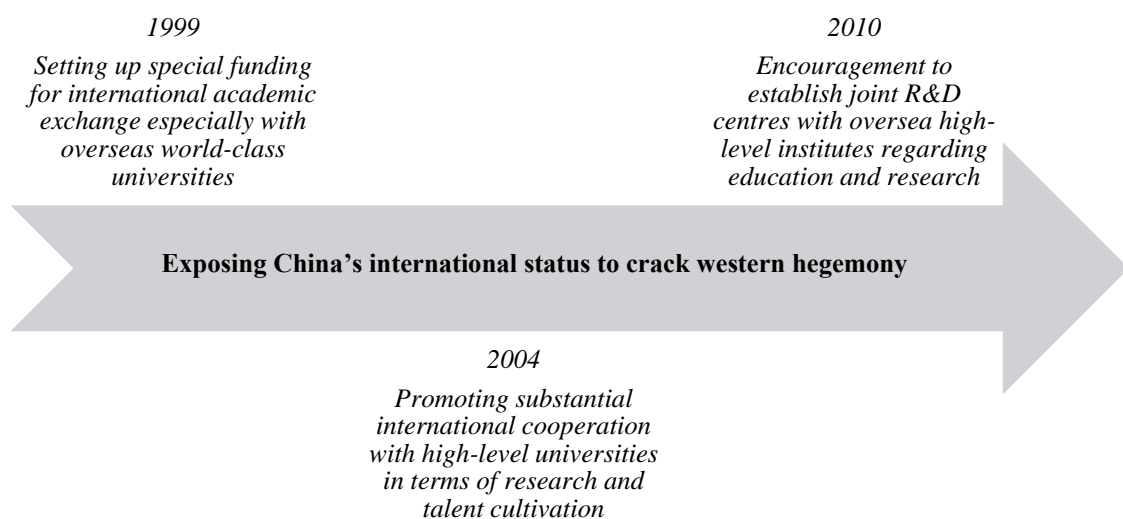 1999
Setting up special funding
for international academic
exchange especially with
overseas world-class
universities
2010
Encouragement to
establish joint R&D
centres with oversea high-
level institutes regarding
education and research
Exposing China's international status to crack western hegemony
2004
Promoting substantial
international cooperation
with high-level universities
in terms of research and
talent cultivation